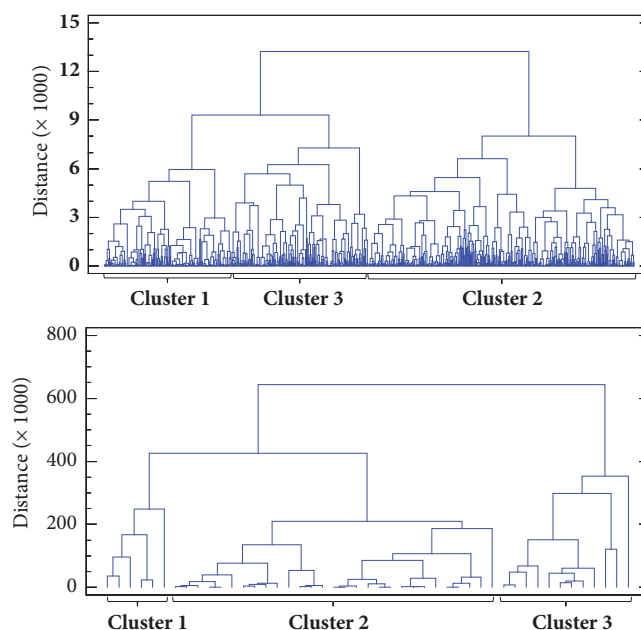 15
12
9
6
3
0
Distance (× 1000)
Cluster 1 Cluster 3 Cluster 2
800
600
400
200
0
Distance (× 1000)
Cluster 1 Cluster 2 Cluster 3